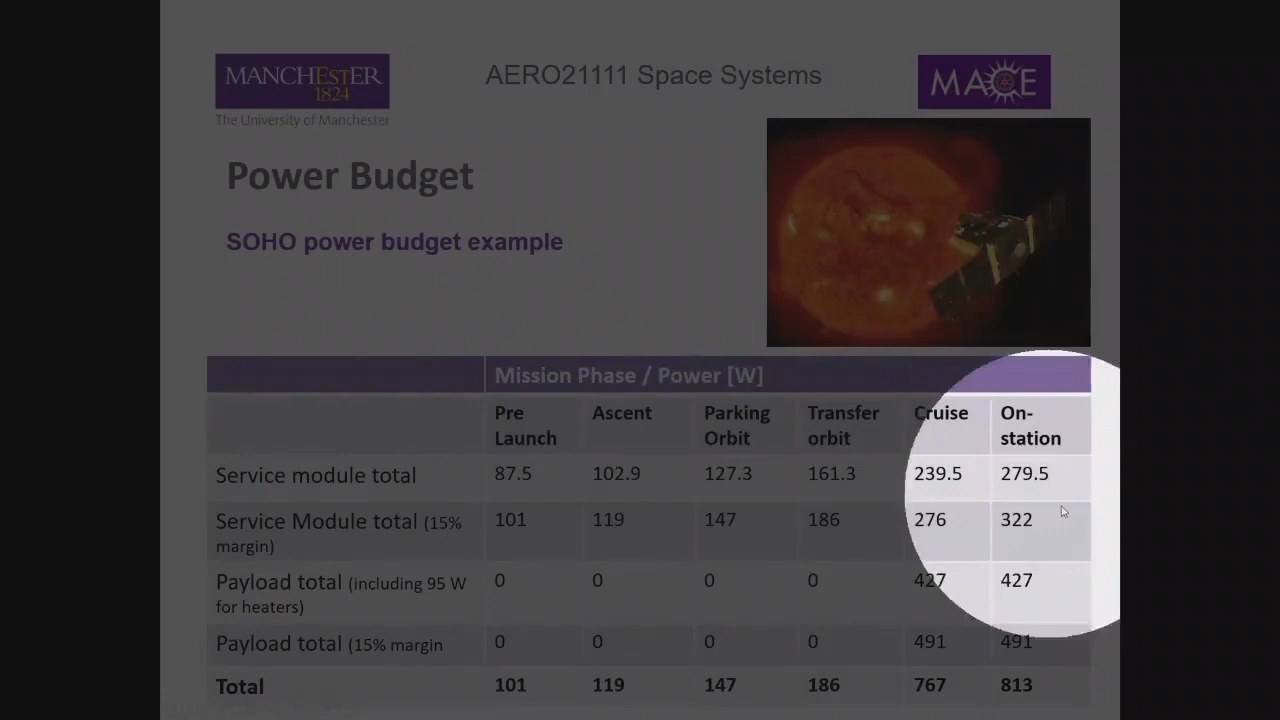 MANCHEStER
1824
The University of Manchester
AERO21111 Space Systems
MACE
Power Budget
SOHO power budget example
Mission Phase / Power [W]
Pre Launch Ascent Parking Orbit Transfer orbit Cruise On-station
Service module total 87.5 102.9 127.3 161.3 239.5 279.5
Service Module total (15% margin) 101 119 147 186 276 322
Payload total (including 95 W for heaters) 0 0 0 0 427 427
Payload total (15% margin 0 0 0 0 491 491
Total 101 119 147 186 767 813